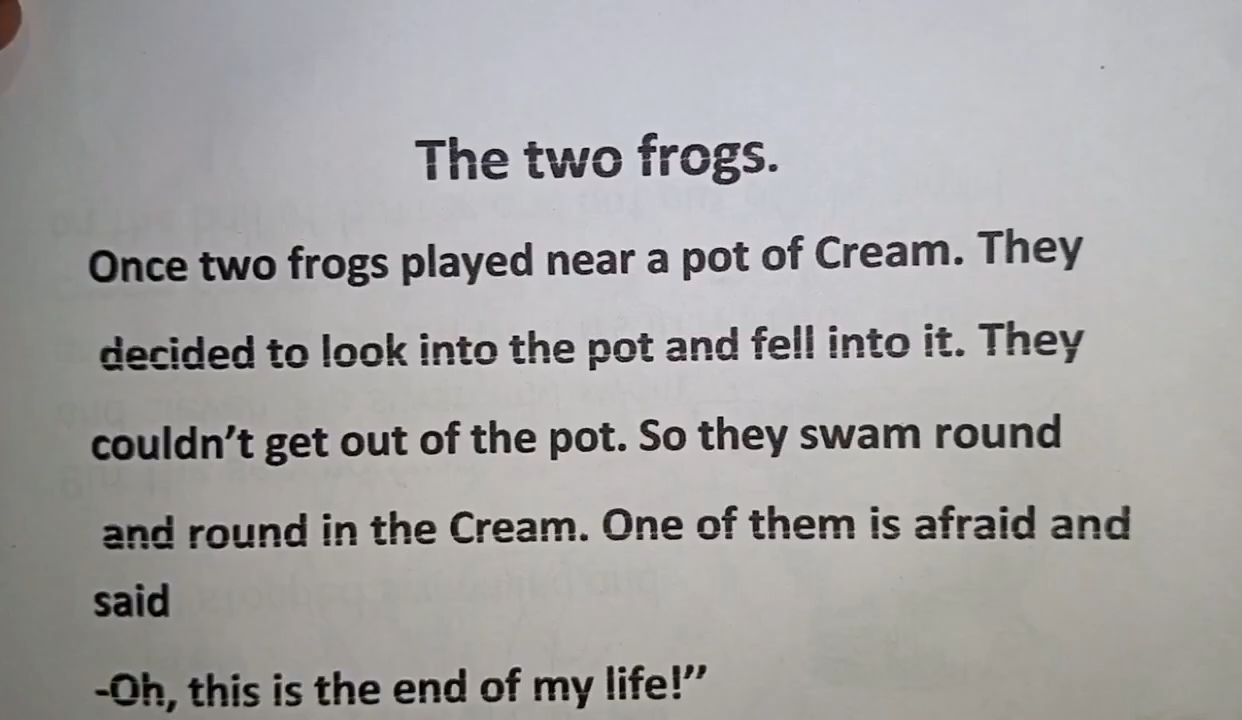 The two frogs.
Once two frogs played near a pot of Cream. They
decided to look into the pot and fell into it. They
couldn’t get out of the pot. So they swam round
and round in the Cream. One of them is afraid and
said
-Oh, this is the end of my life!”